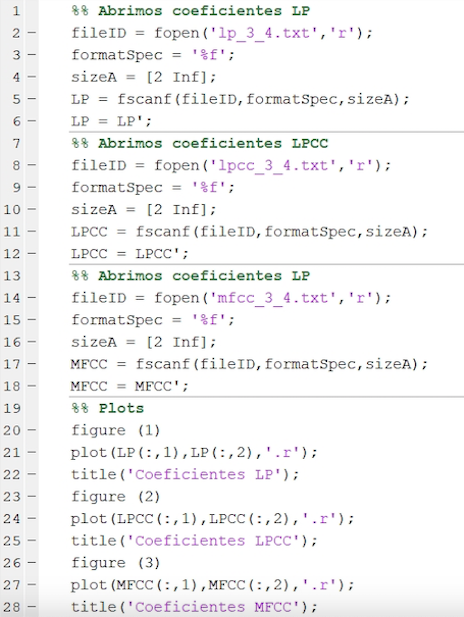 1 %% Abrimos coeficientes LP
2 – fileID = fopen('lp_3_4.txt','r');
3 – formatSpec = '%f';
4 – sizeA = [2 Inf];
5 – LP = fscanf(fileID,formatSpec,sizeA);
6 – LP = LP';
7 %% Abrimos coeficientes LPCC
8 – fileID = fopen('lpcc_3_4.txt','r');
9 – formatSpec = '%f';
10 – sizeA = [2 Inf];
11 – LPCC = fscanf(fileID,formatSpec,sizeA);
12 – LPCC = LPCC';
13 %% Abrimos coeficientes LP
14 – fileID = fopen('mfcc_3_4.txt','r');
15 – formatSpec = '%f';
16 – sizeA = [2 Inf];
17 – MFCC = fscanf(fileID,formatSpec,sizeA);
18 – MFCC = MFCC';
19 %% Plots
20 – figure (1)
21 – plot(LP(:,1),LP(:,2),'.r');
22 – title('Coeficientes LP');
23 – figure (2)
24 – plot(LPCC(:,1),LPCC(:,2),'.r');
25 – title('Coeficientes LPCC');
26 – figure (3)
27 – plot(MFCC(:,1),MFCC(:,2),'.r');
28 – title('Coeficientes MFCC');